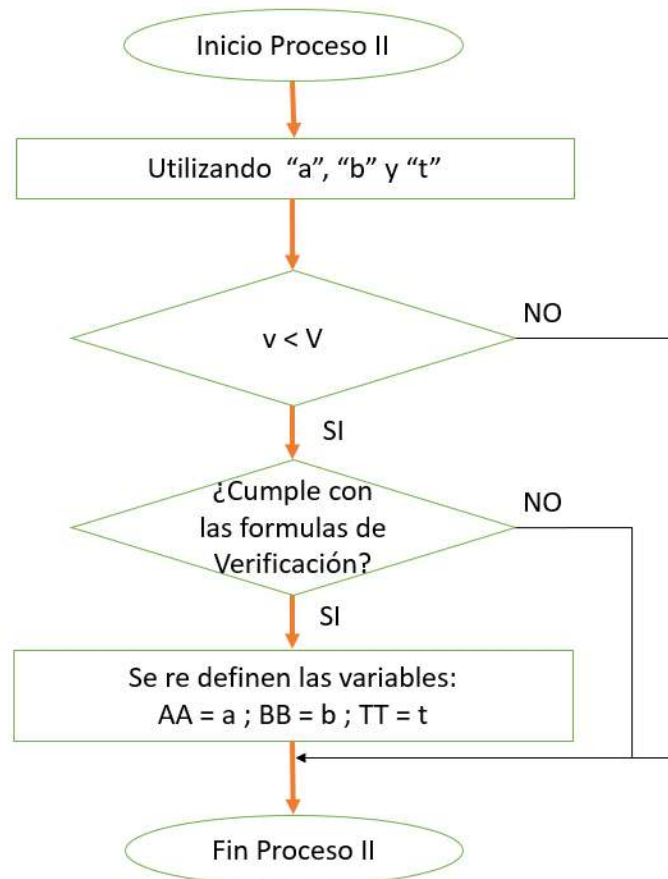 Inicio Proceso II
Utilizando “a”, “b” y “t”
v < V
NO
SI
¿Cumple con
las formulas de
Verificación?
NO
SI
Se re definen las variables:
AA = a ; BB = b ; TT = t
Fin Proceso II